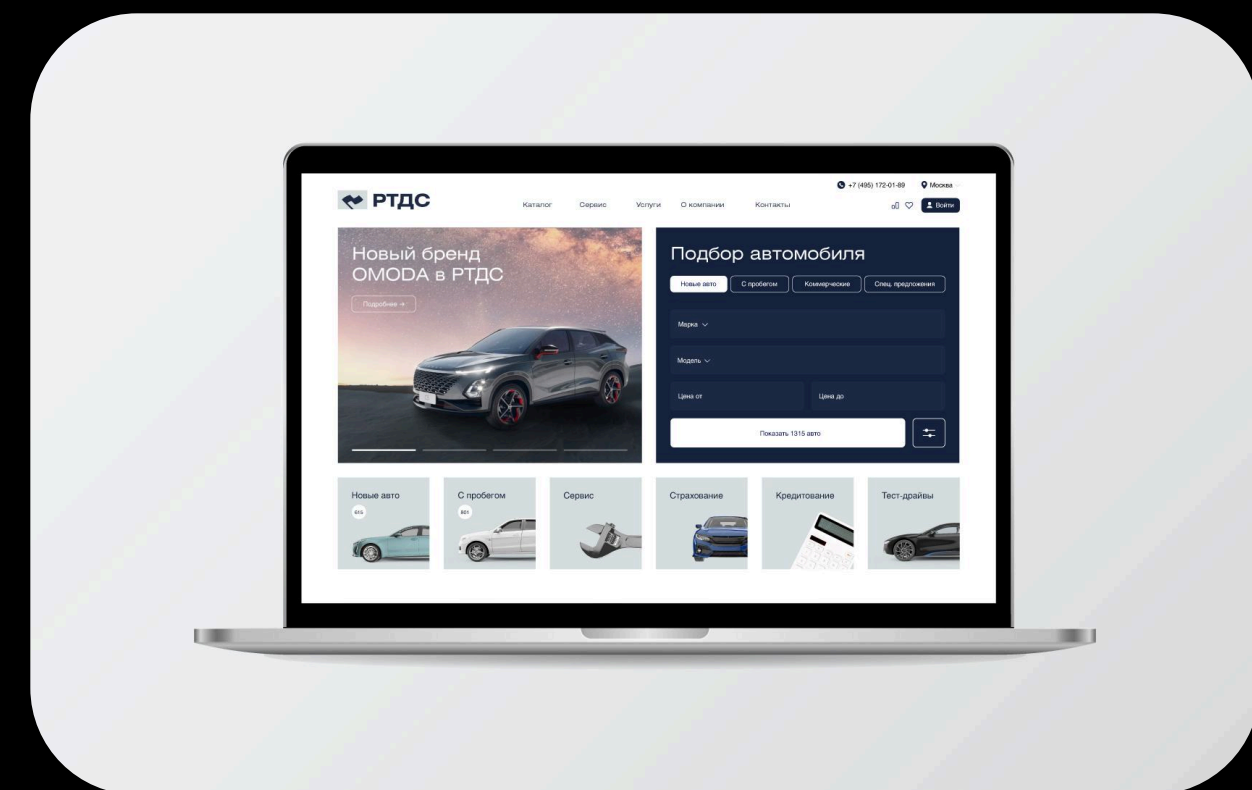 +7 (495) 172-01-89
Москва
РТДС
Каталог
Сервис
Услуги
О компании
Контакты
Войти
Новый бренд
OMODA в РТДС
Подробнее →
Подбор автомобиля
Новые авто
С пробегом
Коммерческие
Спец. предложения
Марка
Модель
Цена от
Цена до
Показать 1315 авто
Новые авто
615
С пробегом
801
Сервис
Страхование
Кредитование
Тест-драйвы